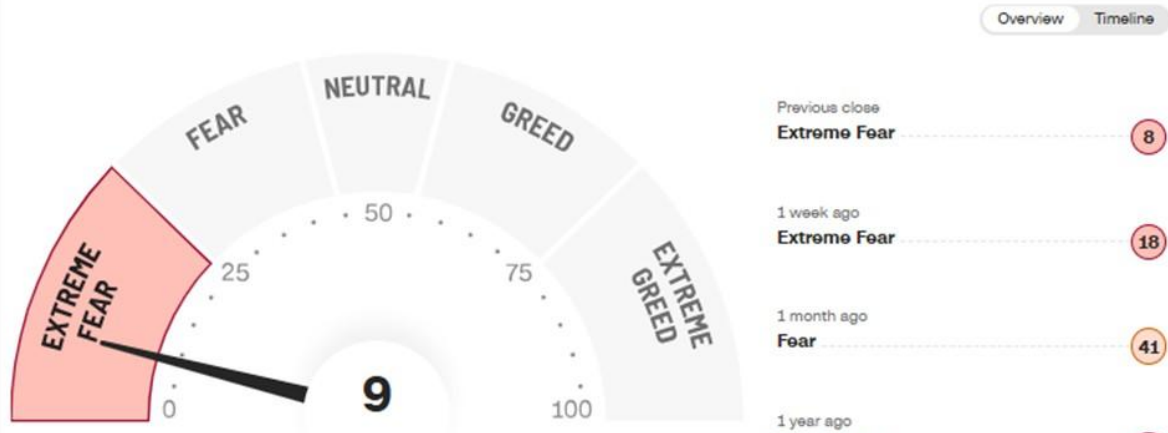 Overview Timeline
NEUTRAL
FEAR
GREED
EXTREME
FEAR
EXTREME
GREED
0
25
50
75
100
9
Previous close
Extreme Fear 8
1 week ago
Extreme Fear 18
1 month ago
Fear 41
1 year ago